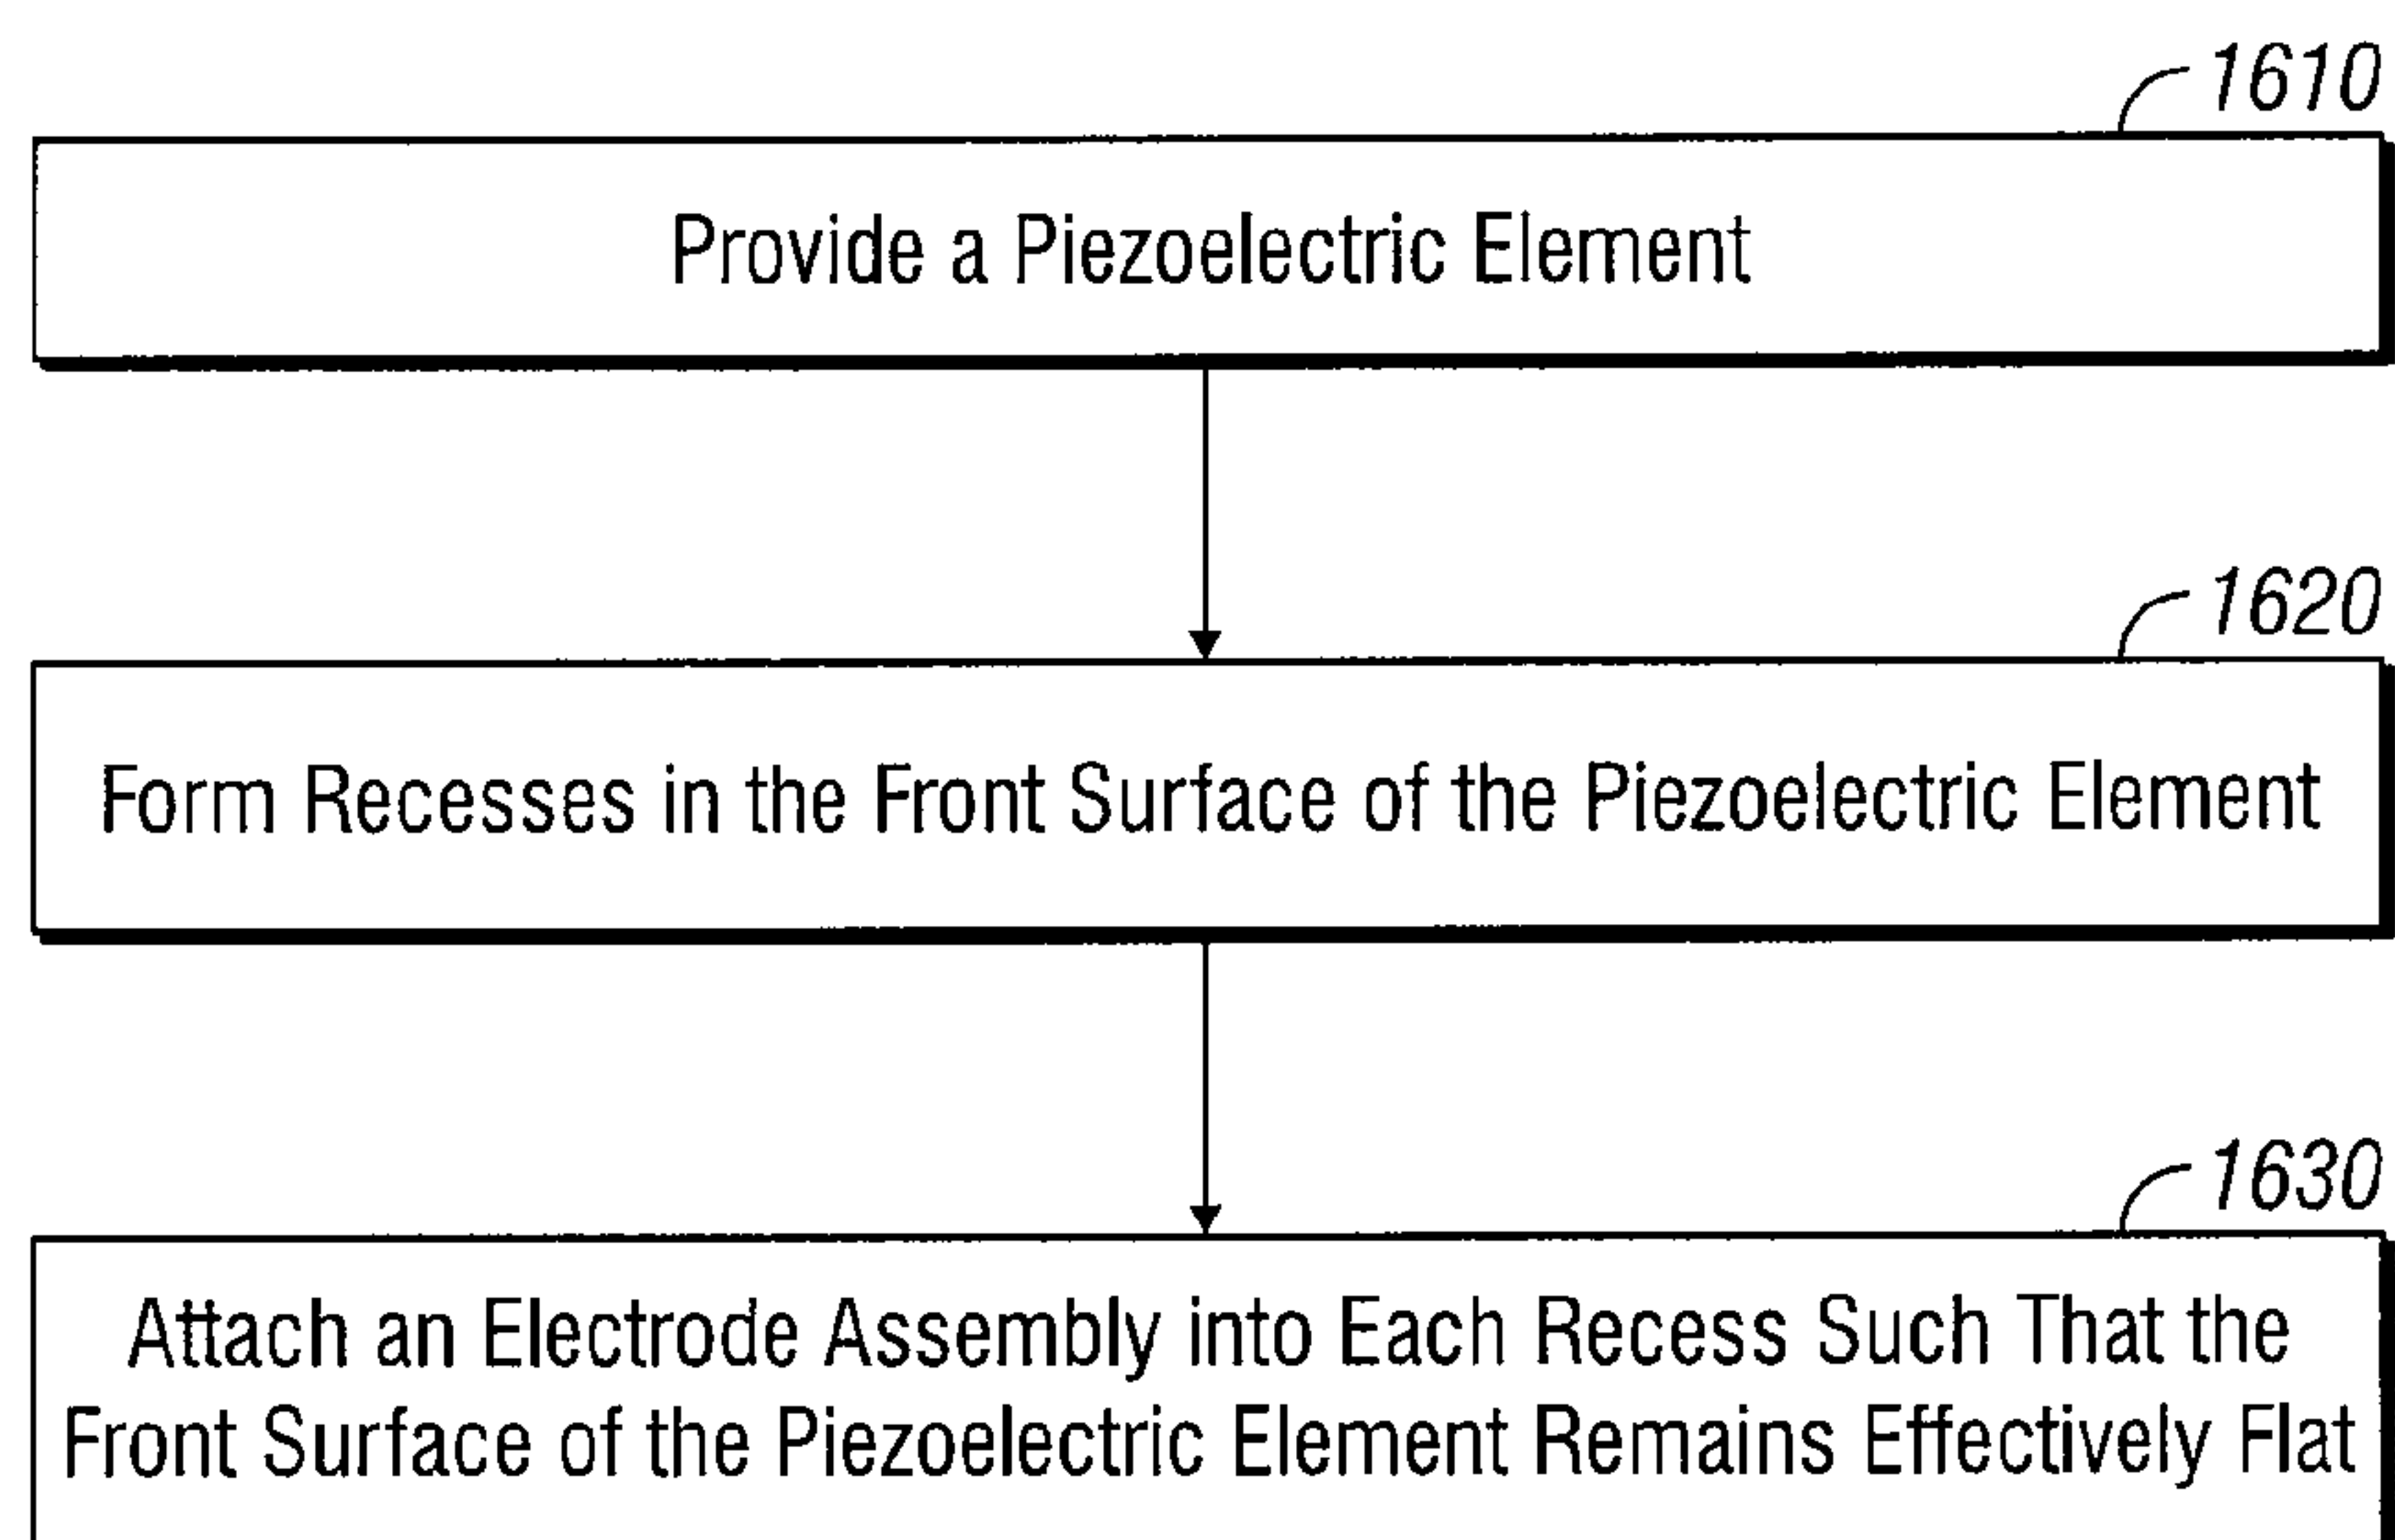 1610
Provide a Piezoelectric Element
1620
Form Recesses in the Front Surface of the Piezoelectric Element
1630
Attach an Electrode Assembly into Each Recess Such That the
Front Surface of the Piezoelectric Element Remains Effectively Flat